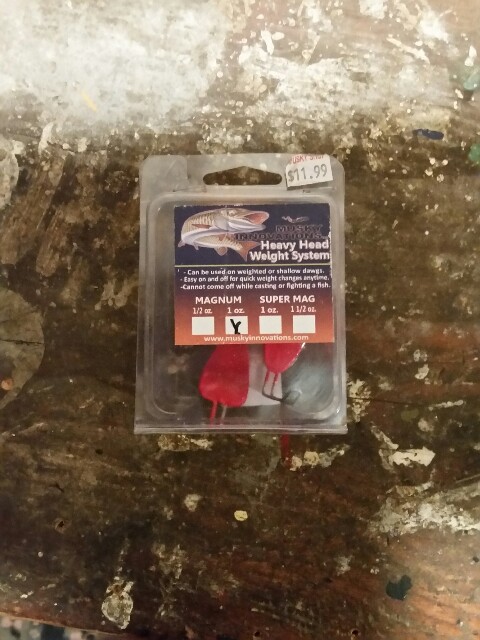 MUSKY SHOP
$11.99
MUSKY
INNOVATIONS
Heavy Head
Weight System
- Can be used on weighted or shallow dawgs.
- Easy on and off for quick weight changes anytime.
-Cannot come off while casting or fighting a fish.
MAGNUM SUPER MAG
1/2 oz. 1 oz. 1 oz. 1 1/2 oz.
www.muskyinnovations.com